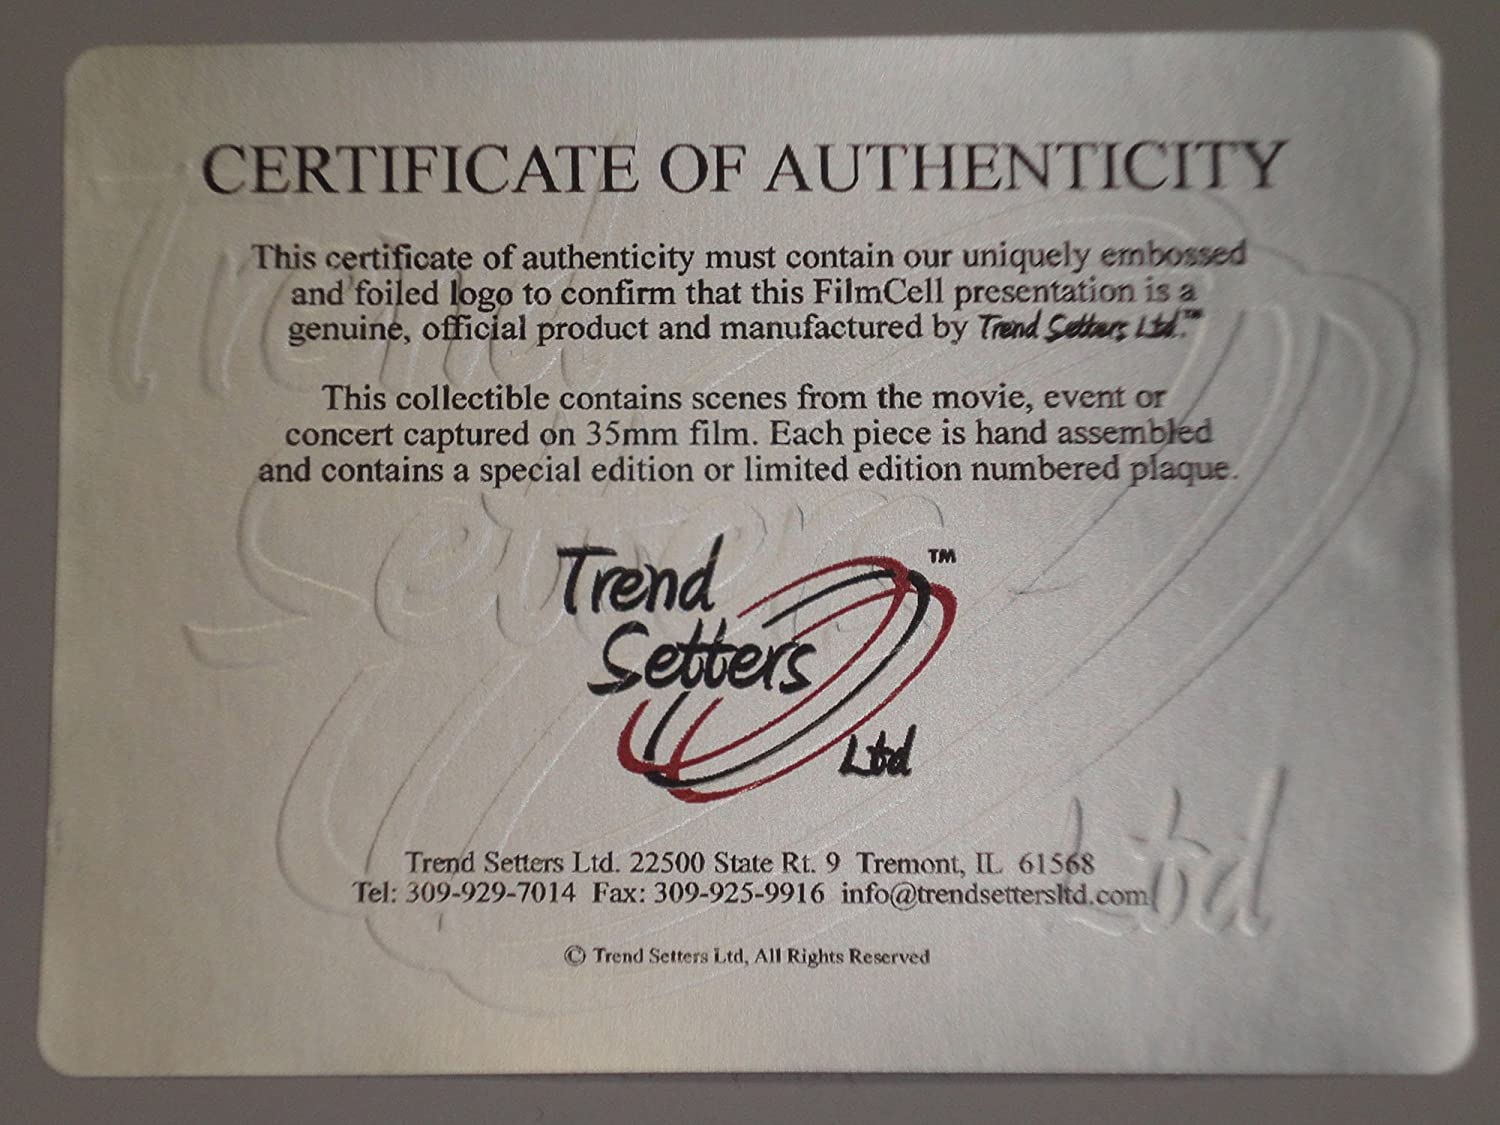 CERTIFICATE OF AUTHENTICITY
This certificate of authenticity must contain our uniquely embossed
and foiled logo to confirm that this FilmCell presentation is a
genuine, official product and manufactured by Trend Setters Ltd.™
This collectible contains scenes from the movie, event or
concert captured on 35mm film. Each piece is hand assembled
and contains a special edition or limited edition numbered plaque.
Trend
Setters
Ltd
TM
Trend Setters Ltd. 22500 State Rt. 9 Tremont, IL 61568
Tel: 309-929-7014 Fax: 309-925-9916 info@trendsettersltd.com
© Trend Setters Ltd, All Rights Reserved
Trend
Setters
Ltd